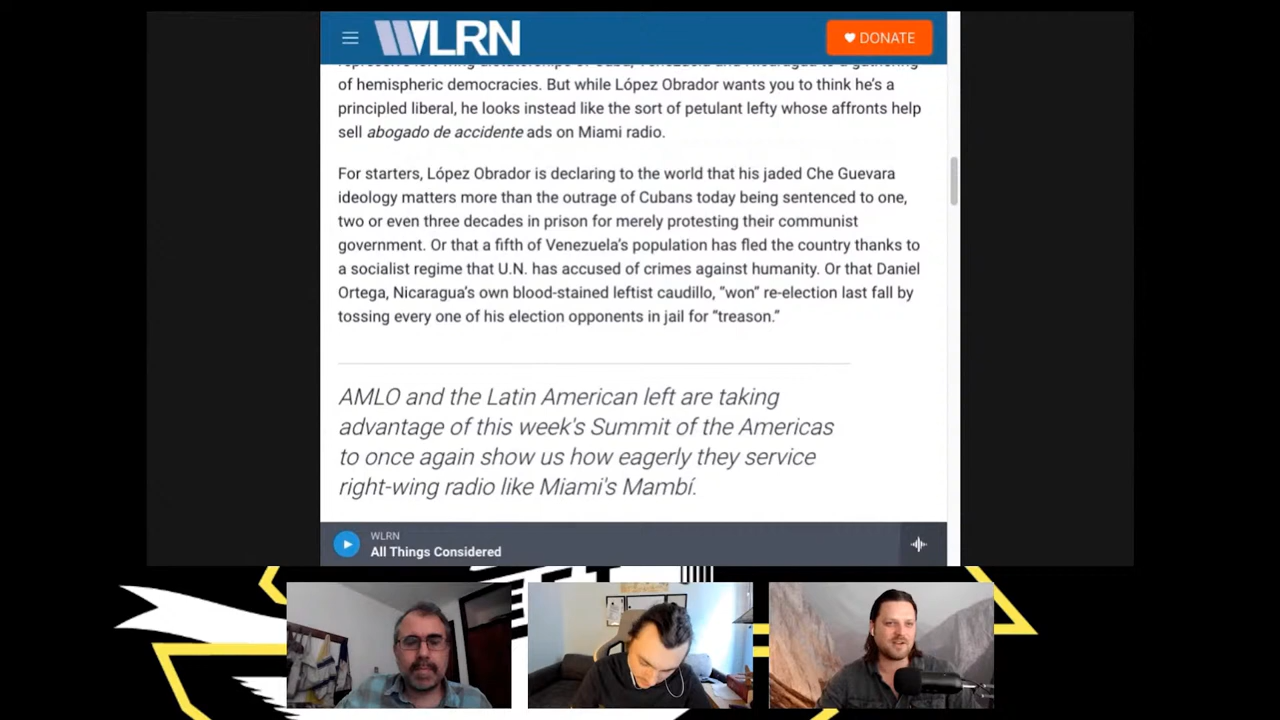 WLRN
DONATE
of hemispheric democracies. But while López Obrador wants you to think he's a
principled liberal, he looks instead like the sort of petulant lefty whose affronts help
sell abogado de accidente ads on Miami radio.
For starters, López Obrador is declaring to the world that his jaded Che Guevara
ideology matters more than the outrage of Cubans today being sentenced to one,
two or even three decades in prison for merely protesting their communist
government. Or that a fifth of Venezuela's population has fled the country thanks to
a socialist regime that U.N. has accused of crimes against humanity. Or that Daniel
Ortega, Nicaragua's own blood-stained leftist caudillo, “won” re-election last fall by
tossing every one of his election opponents in jail for “treason.”
AMLO and the Latin American left are taking
advantage of this week's Summit of the Americas
to once again show us how eagerly they service
right-wing radio like Miami's Mambí.
WLRN
All Things Considered